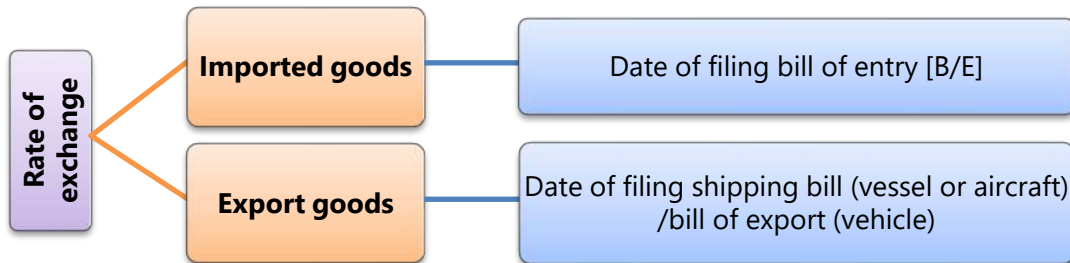 Rate of
exchange
Imported goods
Date of filing bill of entry [B/E]
Export goods
Date of filing shipping bill (vessel or aircraft)
/bill of export (vehicle)